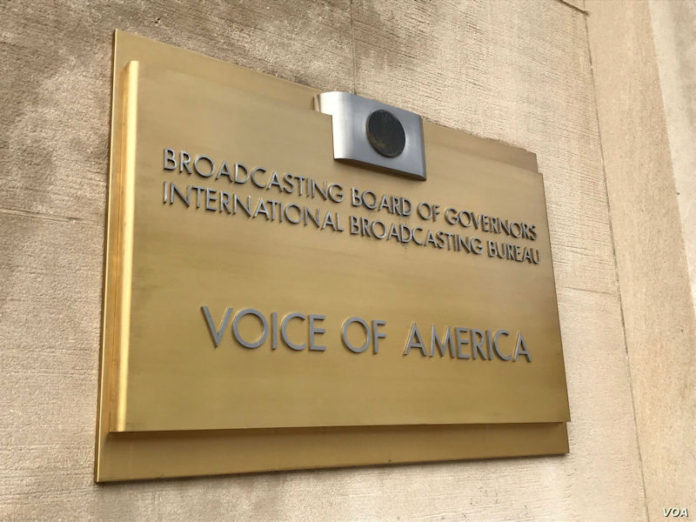 BROADCASTING BOARD OF GOVERNORS
INTERNATIONAL BROADCASTING BUREAU
VOICE OF AMERICA
VOA